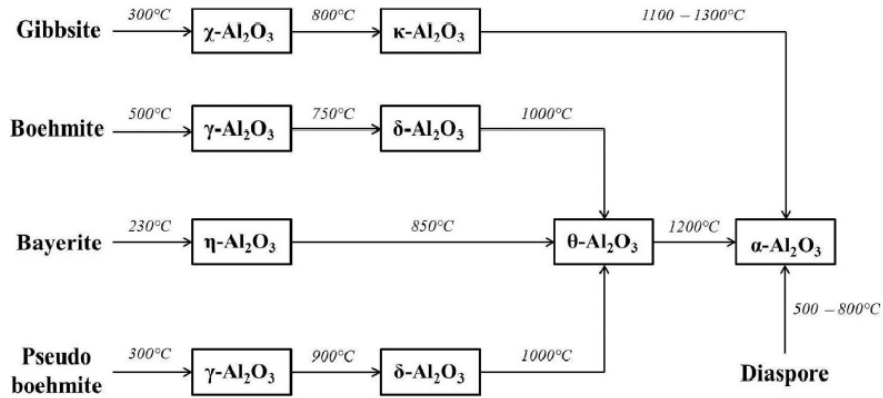 Gibbsite 300°C χ-Al₂O₃ 800°C κ-Al₂O₃ 1100 – 1300°C
Boehmite 500°C γ-Al₂O₃ 750°C δ-Al₂O₃ 1000°C
Bayerite 230°C η-Al₂O₃ 850°C θ-Al₂O₃ 1200°C α-Al₂O₃
500 – 800°C
Pseudo
boehmite 300°C γ-Al₂O₃ 900°C δ-Al₂O₃ 1000°C
Diaspore